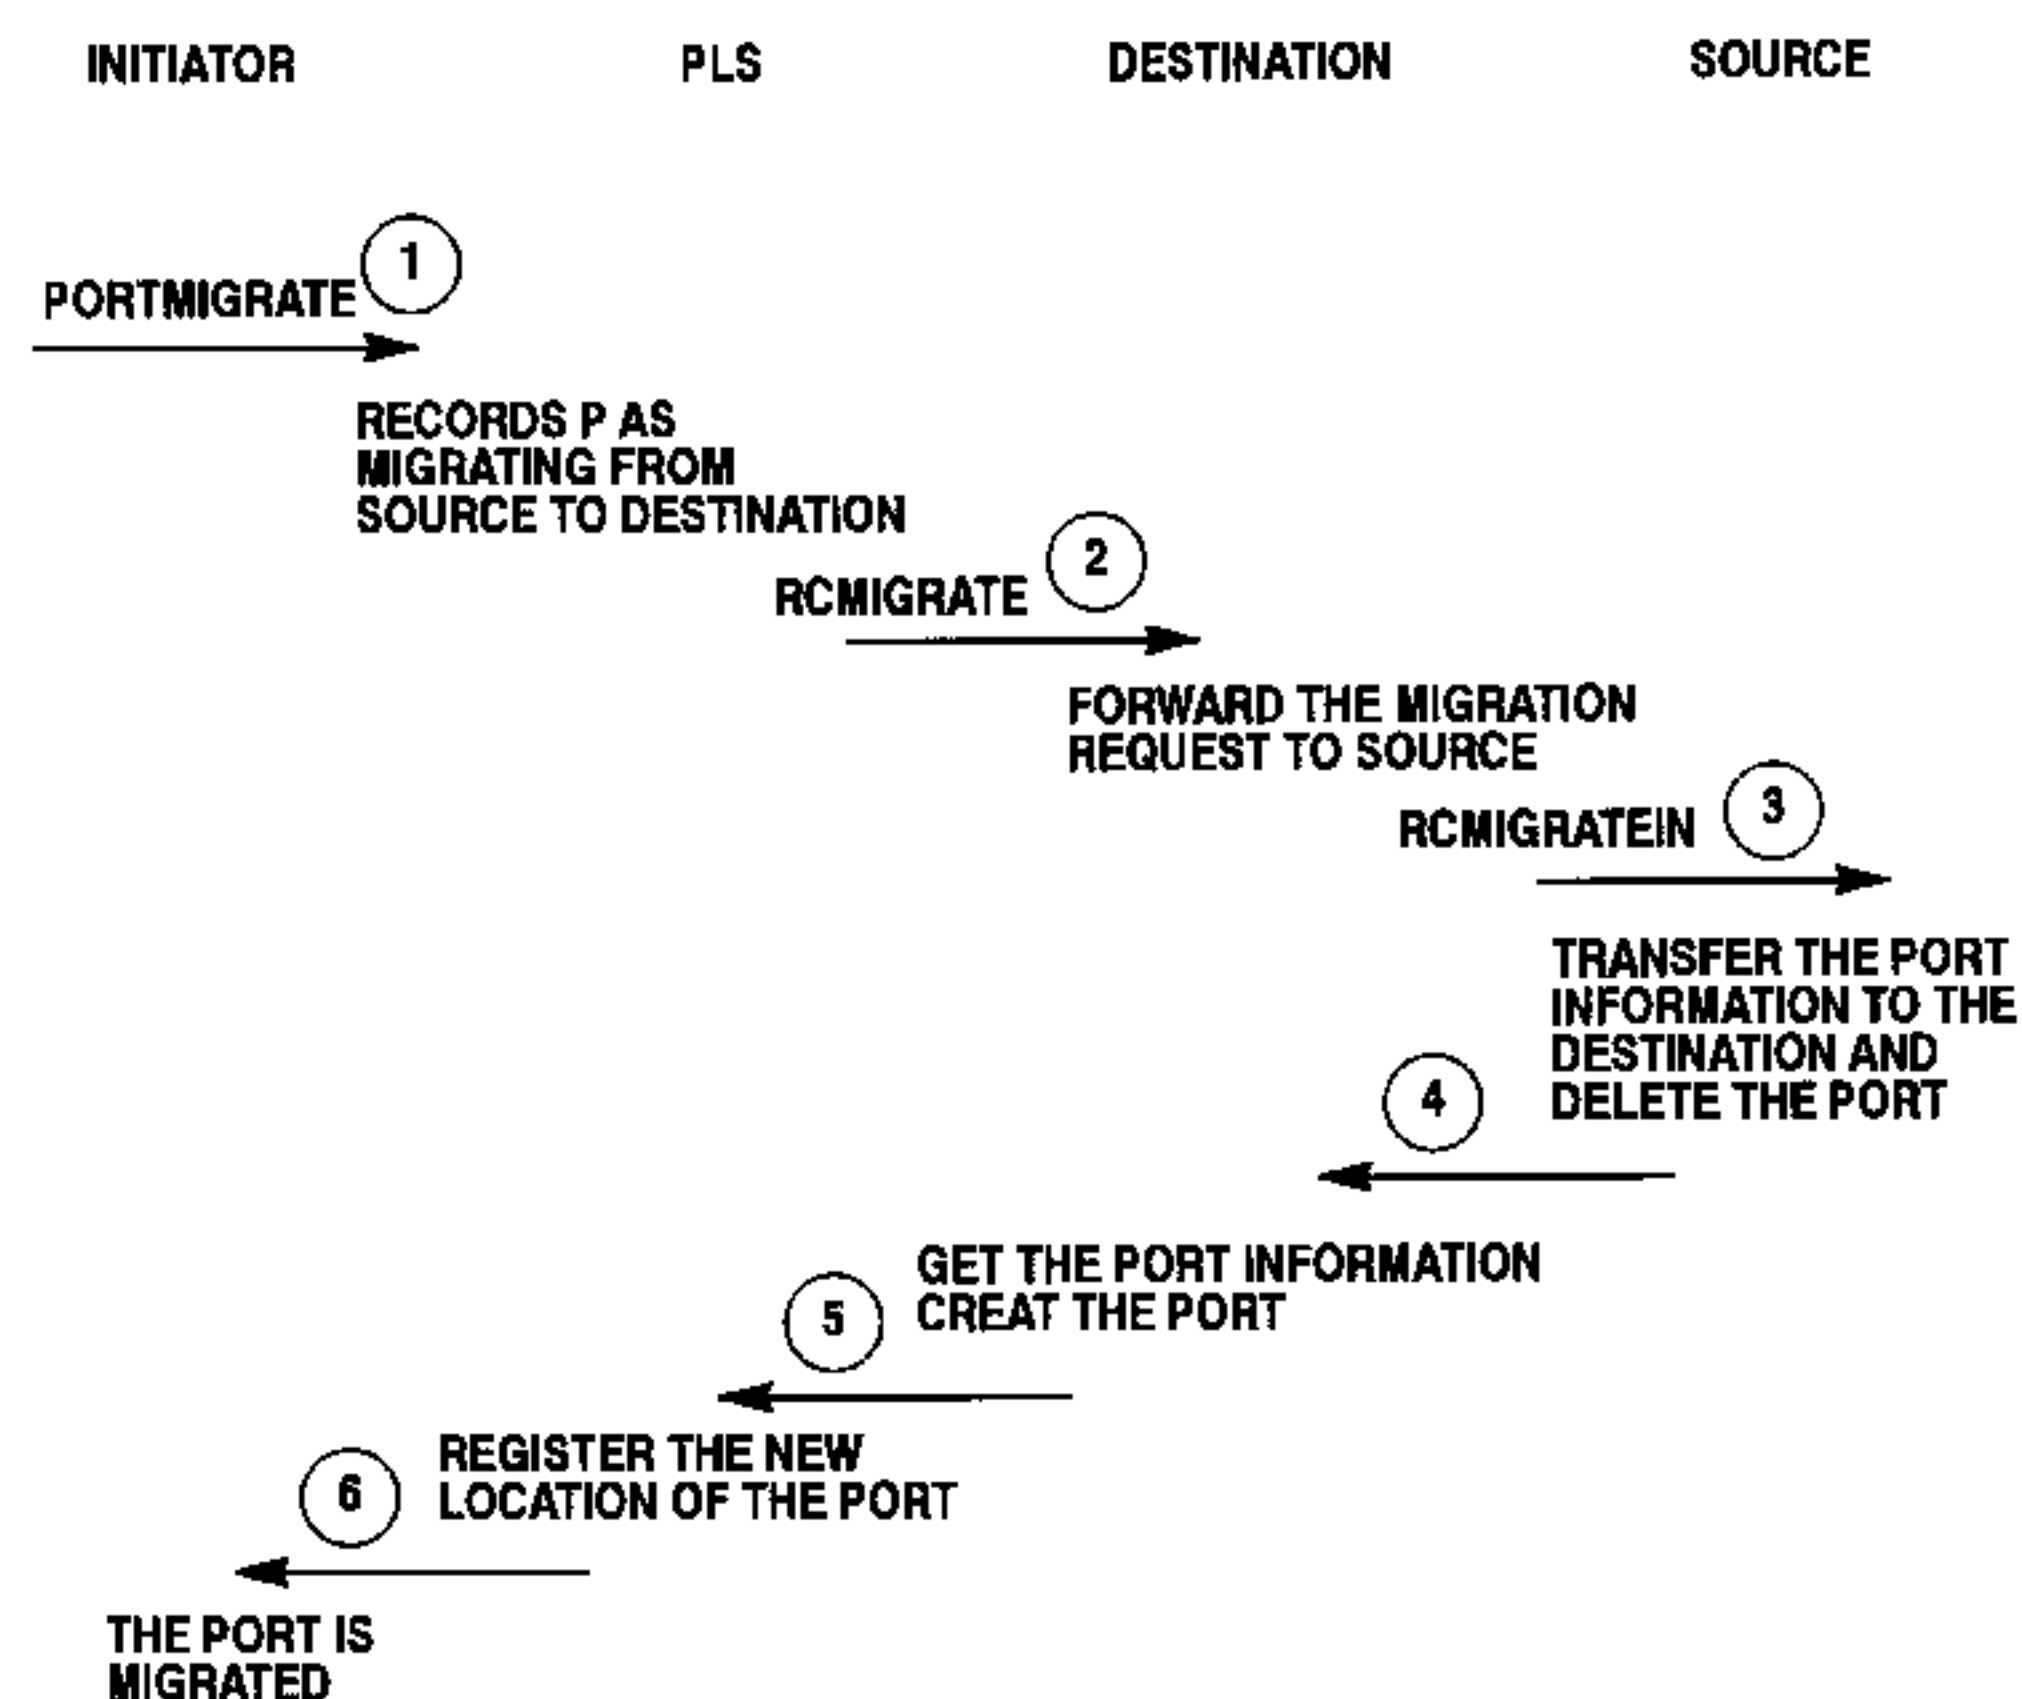 INITIATOR PLS DESTINATION SOURCE
1
PORTMIGRATE
RECORDS P AS
MIGRATING FROM
SOURCE TO DESTINATION
2
RCMIGRATE
FORWARD THE MIGRATION
REQUEST TO SOURCE
3
RCMIGRATEIN
TRANSFER THE PORT
INFORMATION TO THE
DESTINATION AND
DELETE THE PORT
4
GET THE PORT INFORMATION
CREAT THE PORT
5
REGISTER THE NEW
LOCATION OF THE PORT
6
THE PORT IS
MIGRATED